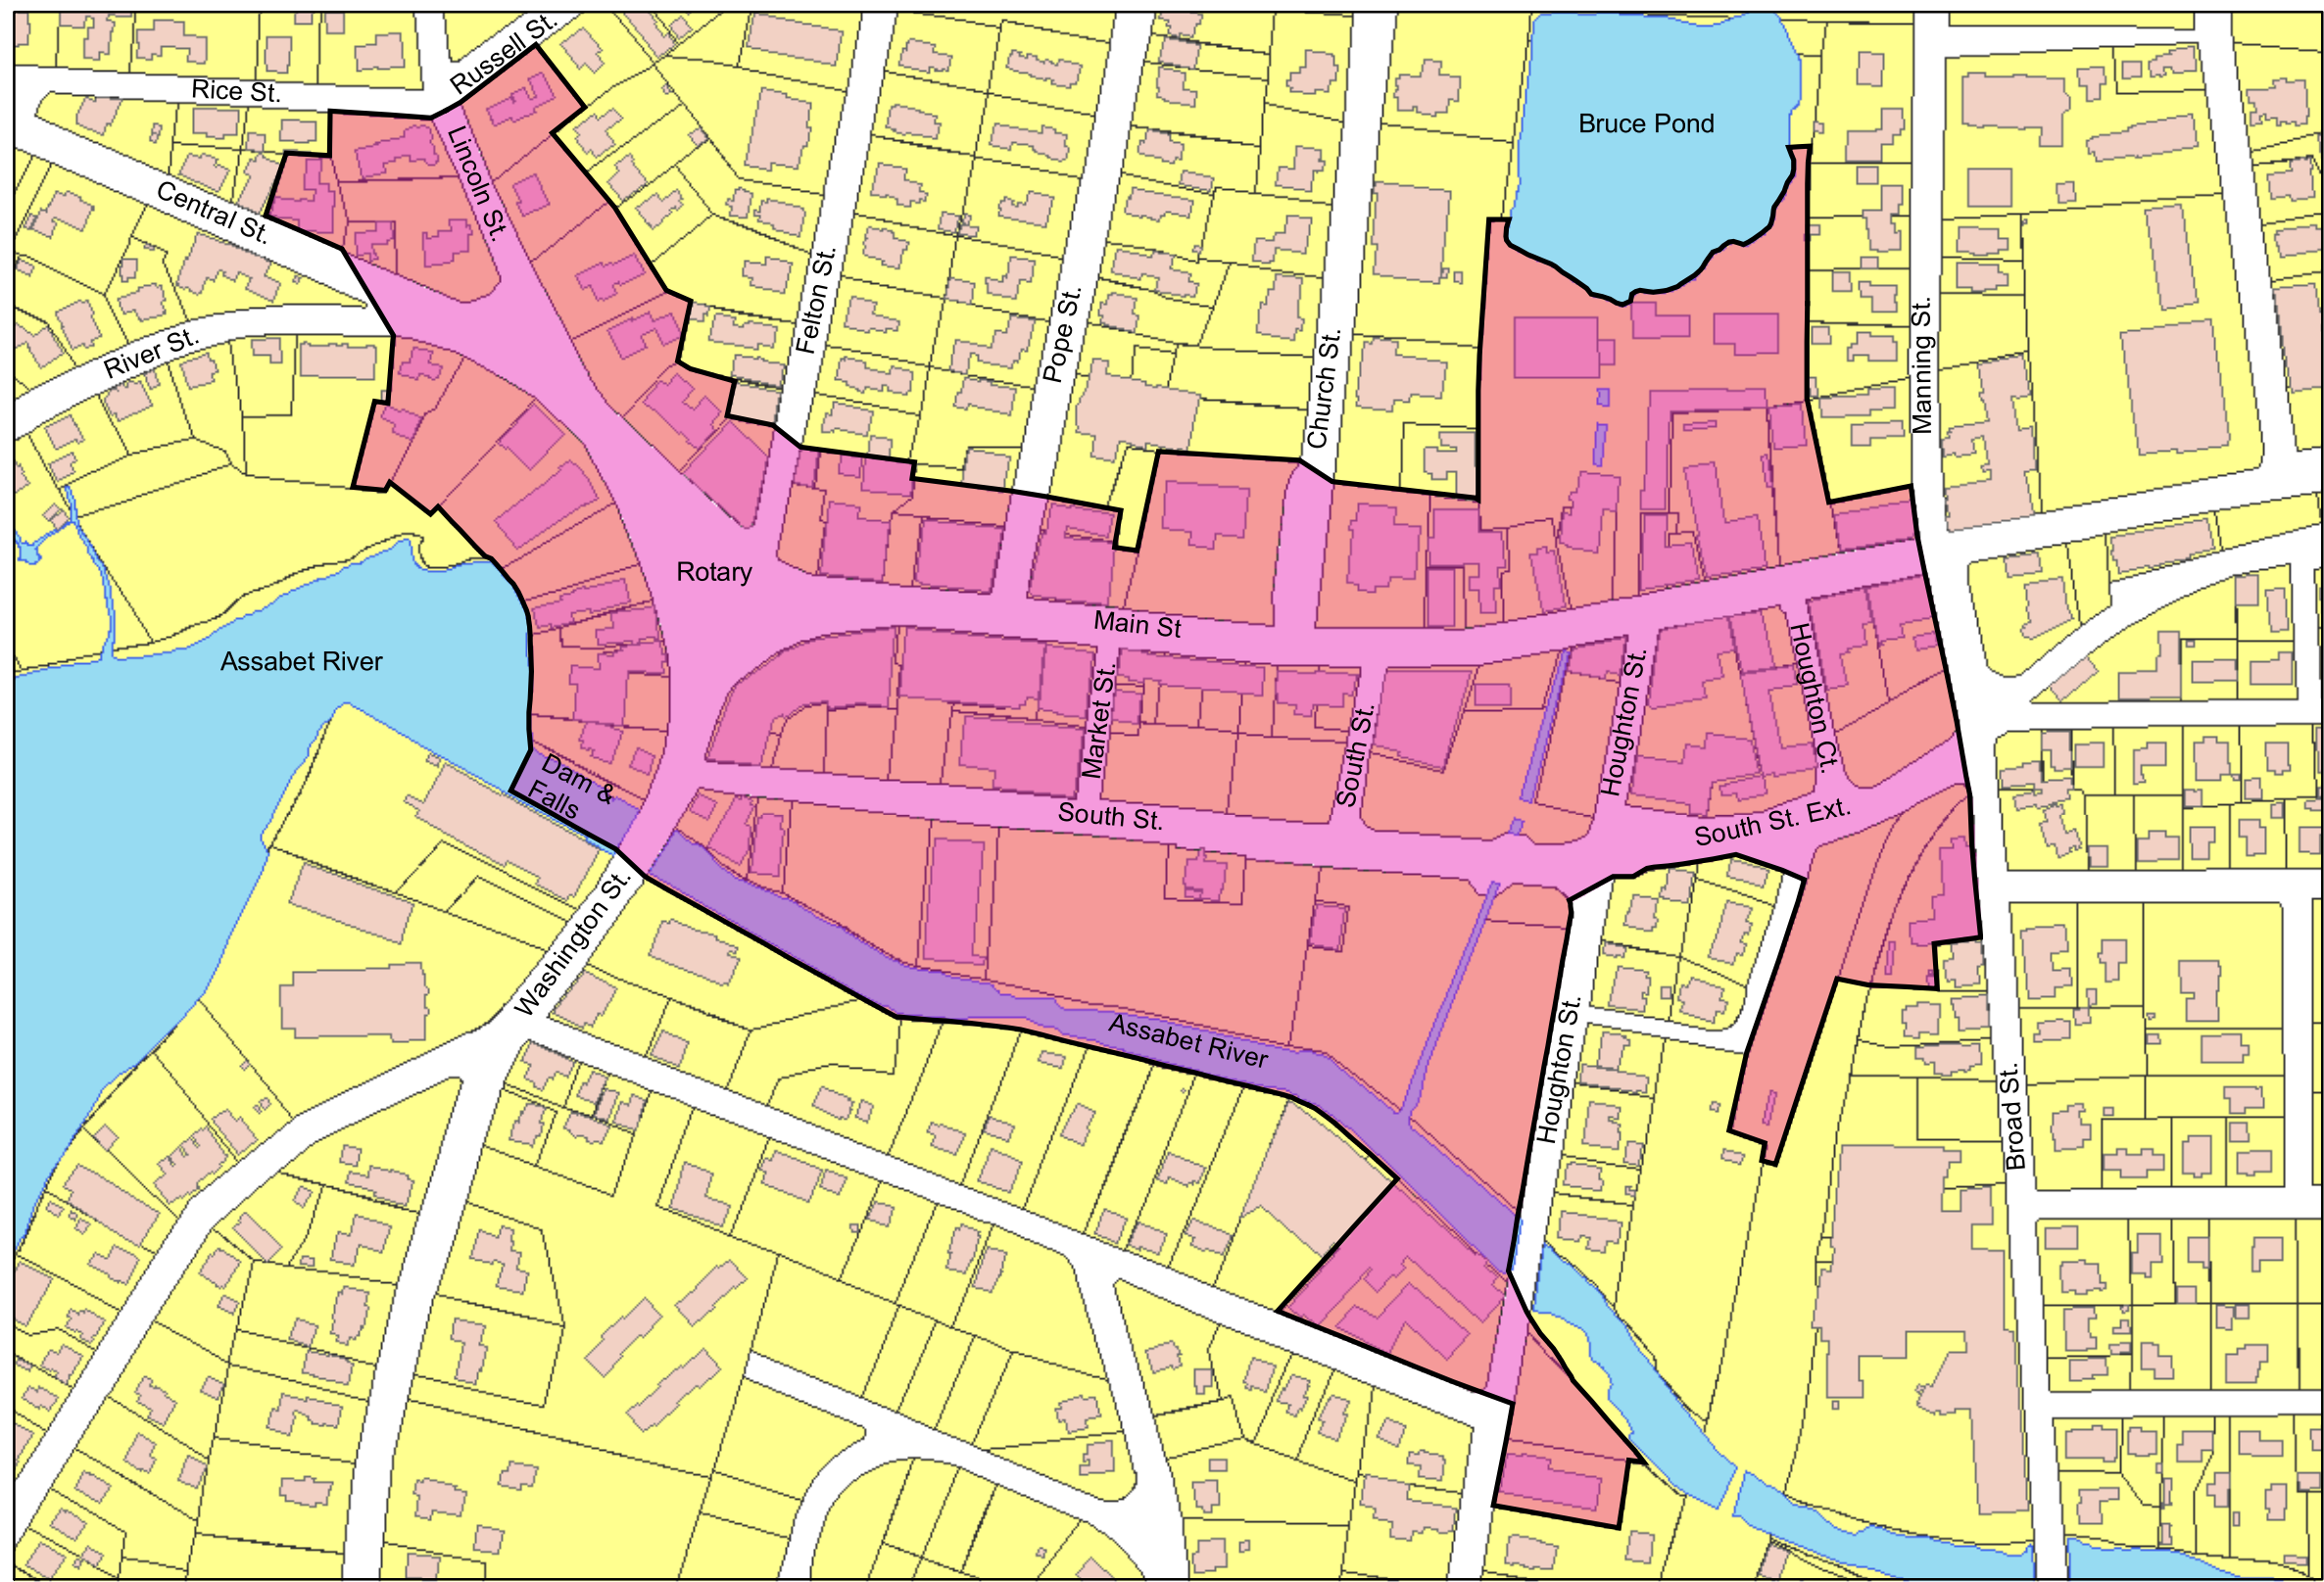 Russell St.
Rice St.
Bruce Pond
Lincoln St.
Central St.
Felton St.
Pope St.
Church St.
Manning St.
River St.
Rotary
Main St
Assabet River
Market St.
South St.
Houghton St.
Houghton Ct.
Dam &
Falls
South St.
South St. Ext.
Washington St.
Assabet River
Houghton St.
Broad St.